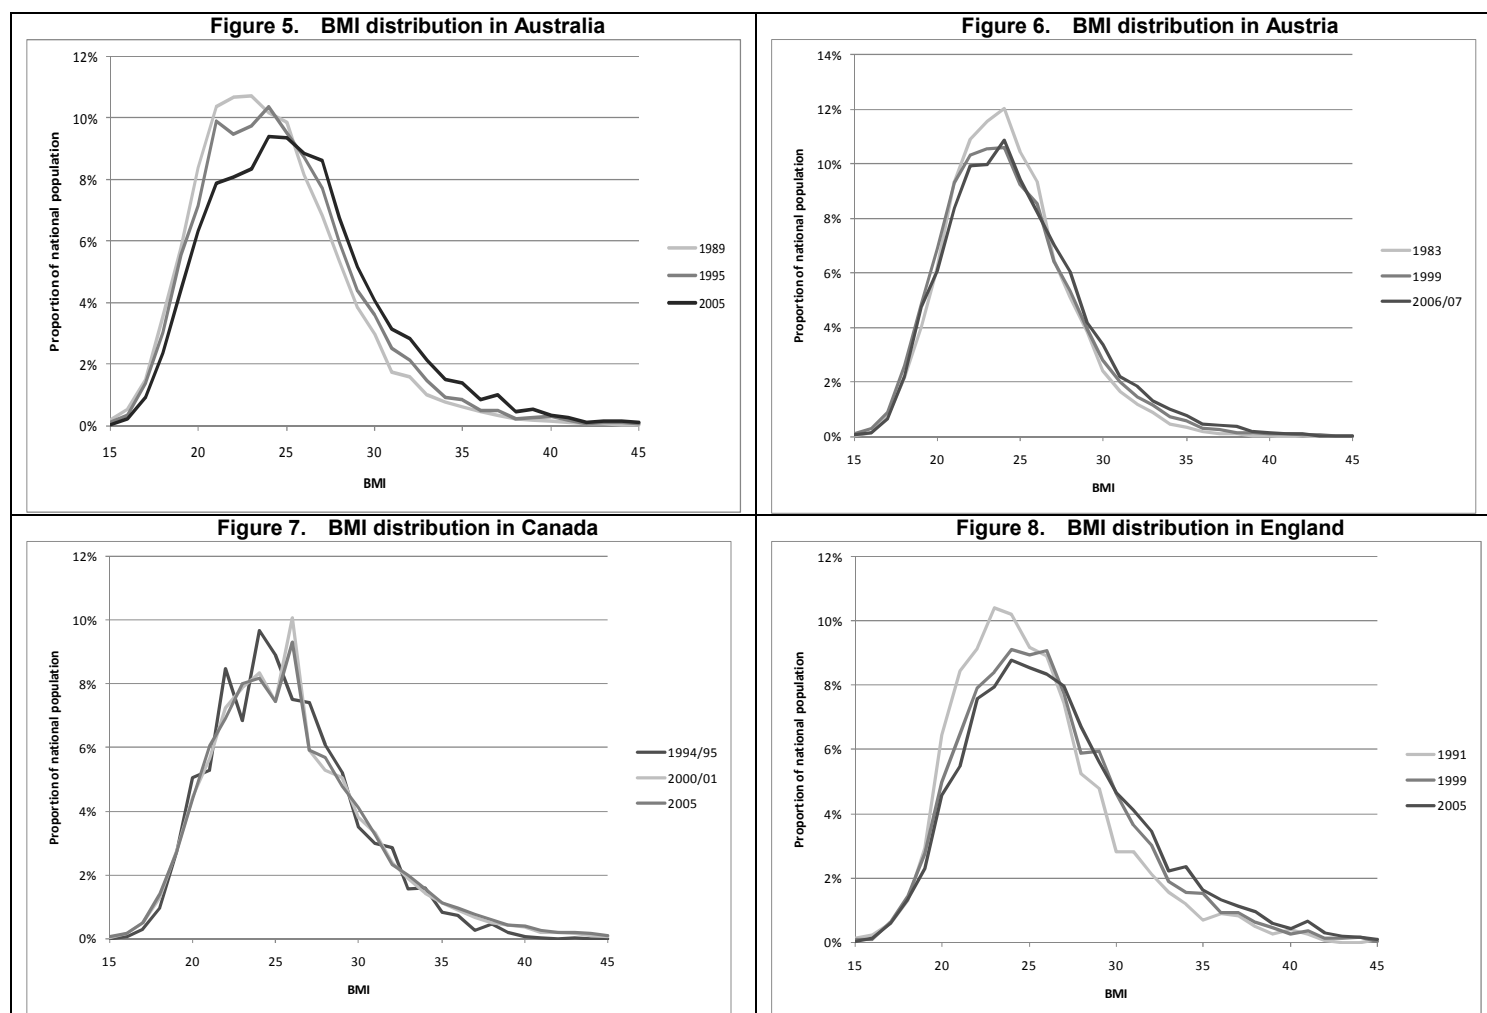 Figure 5. BMI distribution in Australia
12%
10%
8%
6%
4%
2%
0%
Proportion of national population
15 20 25 30 35 40 45
BMI
1989
1995
2005
Figure 6. BMI distribution in Austria
14%
12%
10%
8%
6%
4%
2%
0%
Proportion of national population
15 20 25 30 35 40 45
BMI
1983
1999
2006/07
Figure 7. BMI distribution in Canada
12%
10%
8%
6%
4%
2%
0%
Proportion of national population
15 20 25 30 35 40 45
BMI
1994/95
2000/01
2005
Figure 8. BMI distribution in England
12%
10%
8%
6%
4%
2%
0%
Proportion of national population
15 20 25 30 35 40 45
BMI
1991
1999
2005